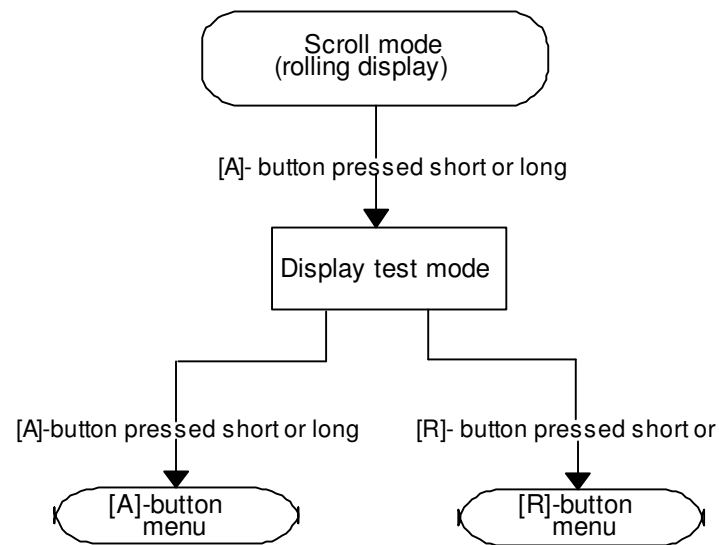 Scroll mode
(rolling display)
[A]- button pressed short or long
Display test mode
[A]-button pressed short or long
[R]- button pressed short or
[A]-button
menu
[R]-button
menu